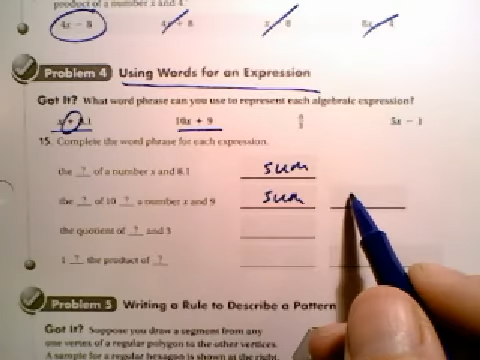 product of a number x and 4.
4x − 8
Problem 4 Using Words for an Expression
Got It? What word phrase can you use to represent each algebraic expression?
x + 8.1 10x + 9 5x − 1
15. Complete the word phrase for each expression.
the ? of a number x and 8.1 sum
the ? of 10 ? a number x and 9 sum
the quotient of ? and 3
1 ? the product of ?
Problem 5 Writing a Rule to Describe a Pattern
Got It? Suppose you draw a segment from any
one vertex of a regular polygon to the other vertices.
A sample for a regular hexagon is shown at the right.